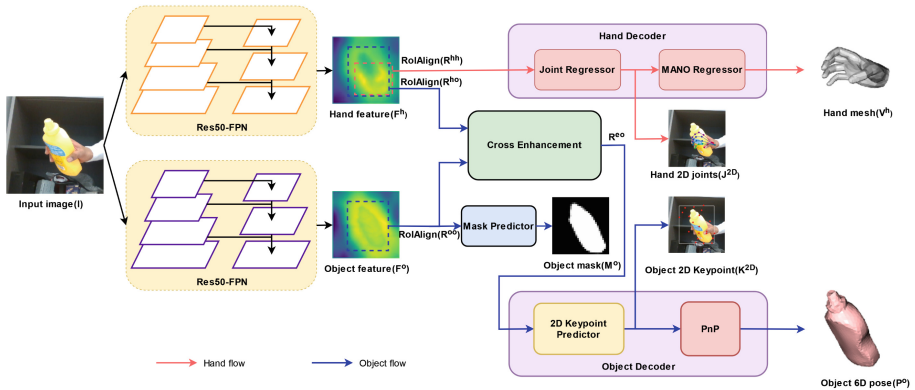 Hand Decoder
RoIAlign(R^hh)
Joint Regressor
MANO Regressor
RoIAlign(R^ho)
Hand feature(F^h)
Hand mesh(V^h)
Res50-FPN
Cross Enhancement
R^eo
Hand 2D joints(J^2D)
Input image(I)
Mask Predictor
RoIAlign(R^oo)
Object feature(F^o)
Object mask(M^o)
Object 2D Keypoint(K^2D)
Res50-FPN
2D Keypoint
Predictor
PnP
Object Decoder
Hand flow
Object flow
Object 6D pose(P^o)